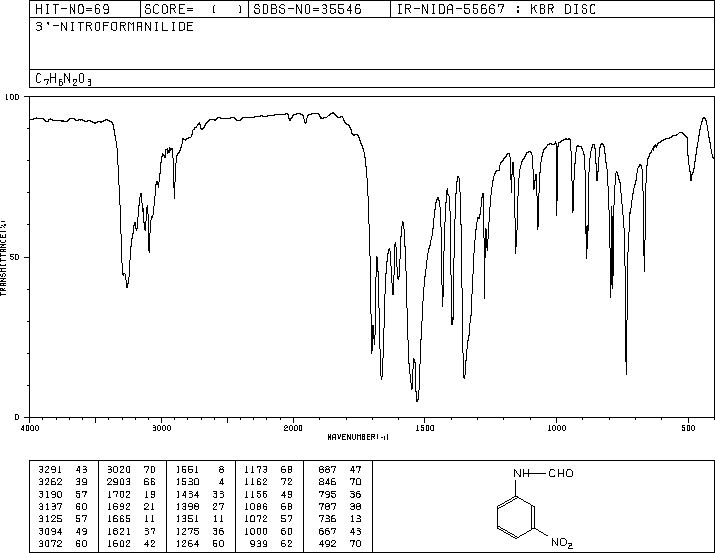 HIT-NO=69 SCORE= ( ) SDBS-NO=35546 IR-NIDA-55667 : KBR DISC
3'-NITROFORMANILIDE
C7H6N2O3
100
TRANSMITTANCE(%)
50
0
4000 3000 2000 1500 1000 500
WAVENUMBER(-1)
3291 43 3020 70 1551 8 1173 68 887 47
3262 39 2903 66 1530 4 1162 72 846 70
3190 57 1702 19 1434 33 1156 49 795 36
3137 60 1692 21 1398 27 1086 68 787 38
3125 57 1665 11 1351 11 1072 57 736 13
3094 49 1621 37 1275 36 1000 60 667 43
3072 60 1602 42 1264 50 939 62 492 70
NH CHO
NO2